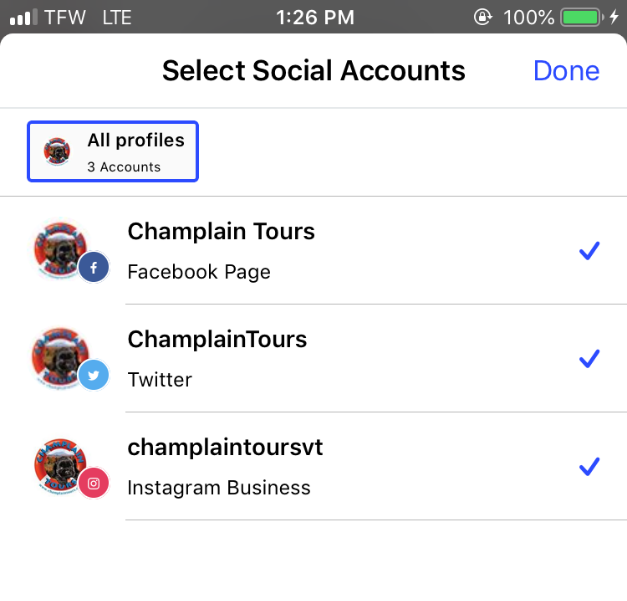 TFW LTE 1:26 PM 100%
Select Social Accounts Done
All profiles
3 Accounts
Champlain Tours
Facebook Page
ChamplainTours
Twitter
champlaintoursvt
Instagram Business